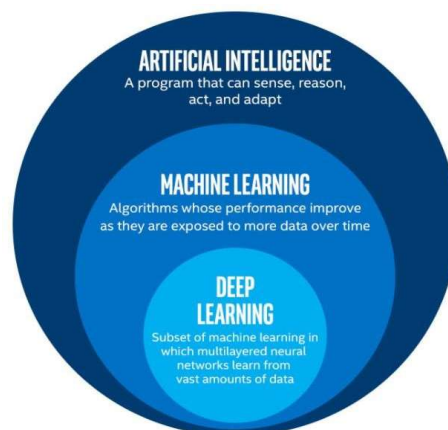 ARTIFICIAL INTELLIGENCE
A program that can sense, reason,
act, and adapt
MACHINE LEARNING
Algorithms whose performance improve
as they are exposed to more data over time
DEEP
LEARNING
Subset of machine learning in
which multilayered neural
networks learn from
vast amounts of data